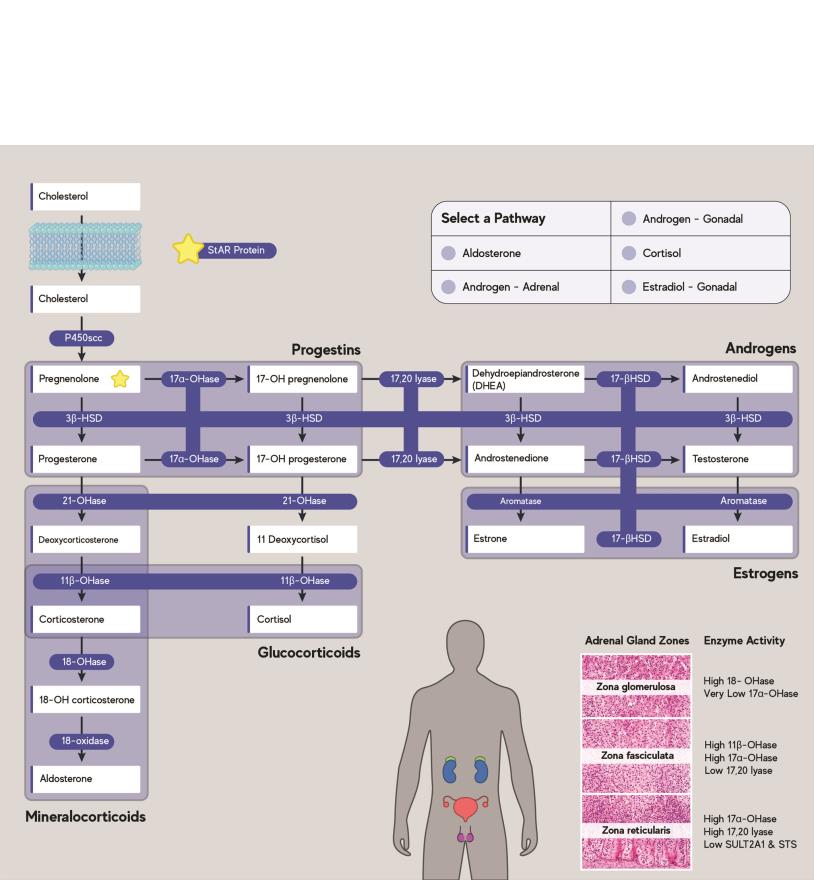 Cholesterol
StAR Protein
Select a Pathway
Androgen - Gonadal
Aldosterone
Cortisol
Androgen - Adrenal
Estradiol - Gonadal
Cholesterol
P450scc
Progestins
Androgens
Pregnenolone
17α-OHase
17-OH pregnenolone
17,20 lyase
Dehydroepiandrosterone
(DHEA)
17-βHSD
Androstenediol
3β-HSD
3β-HSD
3β-HSD
3β-HSD
Progesterone
17α-OHase
17-OH progesterone
17,20 lyase
Androstenedione
17-βHSD
Testosterone
21-OHase
21-OHase
Aromatase
Aromatase
Deoxycorticosterone
11 Deoxycortisol
Estrone
17-βHSD
Estradiol
Estrogens
11β-OHase
11β-OHase
Corticosterone
Cortisol
Glucocorticoids
18-OHase
18-OH corticosterone
18-oxidase
Aldosterone
Mineralocorticoids
Adrenal Gland Zones
Enzyme Activity
Zona glomerulosa
High 18- OHase
Very Low 17α-OHase
Zona fasciculata
High 11β-OHase
High 17α-OHase
Low 17,20 lyase
Zona reticularis
High 17α-OHase
High 17,20 lyase
Low SULT2A1 & STS